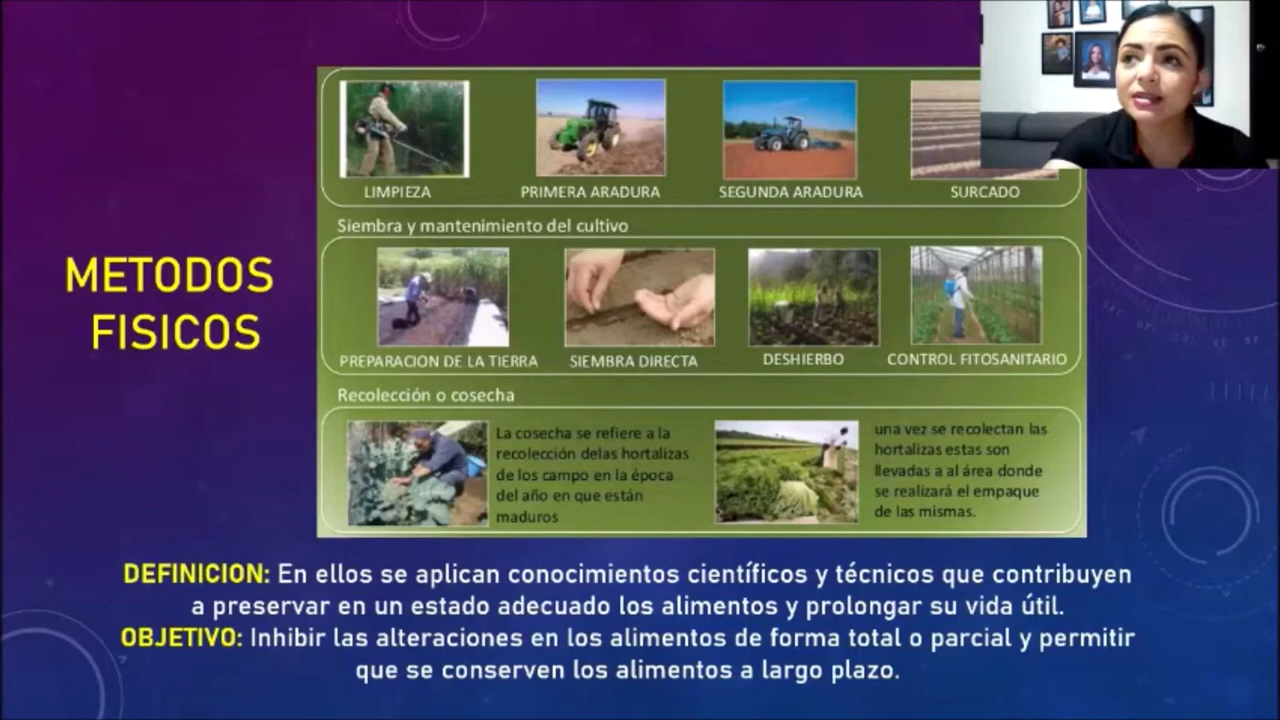 METODOS
FISICOS
LIMPIEZA
PRIMERA ARADURA
SEGUNDA ARADURA
SURCADO
Siembra y mantenimiento del cultivo
PREPARACION DE LA TIERRA
SIEMBRA DIRECTA
DESHIERBO
CONTROL FITOSANITARIO
Recolección o cosecha
La cosecha se refiere a la
recolección delas hortalizas
de los campo en la época
del año en que están
maduros
una vez se recolectan las
hortalizas estas son
llevadas a al área donde
se realizará el empaque
de las mismas.
DEFINICION: En ellos se aplican conocimientos científicos y técnicos que contribuyen
a preservar en un estado adecuado los alimentos y prolongar su vida útil.
OBJETIVO: Inhibir las alteraciones en los alimentos de forma total o parcial y permitir
que se conserven los alimentos a largo plazo.